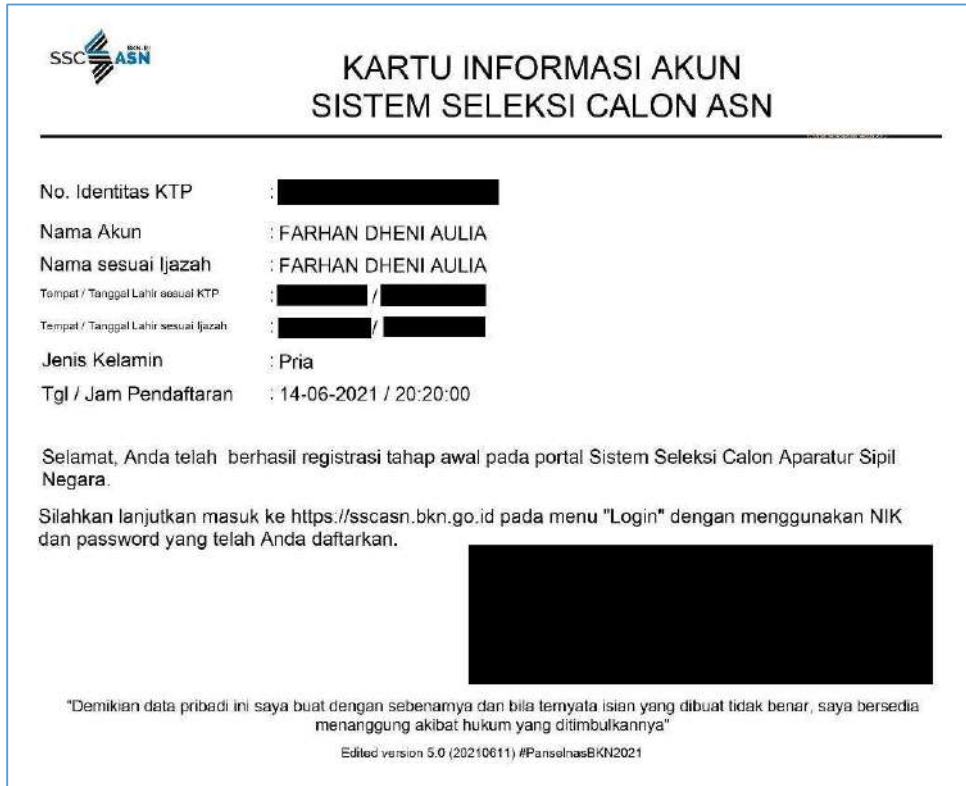 SSC ASN
BKN.RI
KARTU INFORMASI AKUN
SISTEM SELEKSI CALON ASN
No. Identitas KTP :
Nama Akun : FARHAN DHENI AULIA
Nama sesuai Ijazah : FARHAN DHENI AULIA
Tempat / Tanggal Lahir sesuai KTP : /
Tempat / Tanggal Lahir sesuai Ijazah : /
Jenis Kelamin : Pria
Tgl / Jam Pendaftaran : 14-06-2021 / 20:20:00
Selamat, Anda telah berhasil registrasi tahap awal pada portal Sistem Seleksi Calon Aparatur Sipil
Negara.
Silahkan lanjutkan masuk ke https://sscasn.bkn.go.id pada menu "Login" dengan menggunakan NIK
dan password yang telah Anda daftarkan.
"Demikian data pribadi ini saya buat dengan sebenarnya dan bila ternyata isian yang dibuat tidak benar, saya bersedia
menanggung akibat hukum yang ditimbulkannya"
Edited version 5.0 (20210611) #PanselnasBKN2021